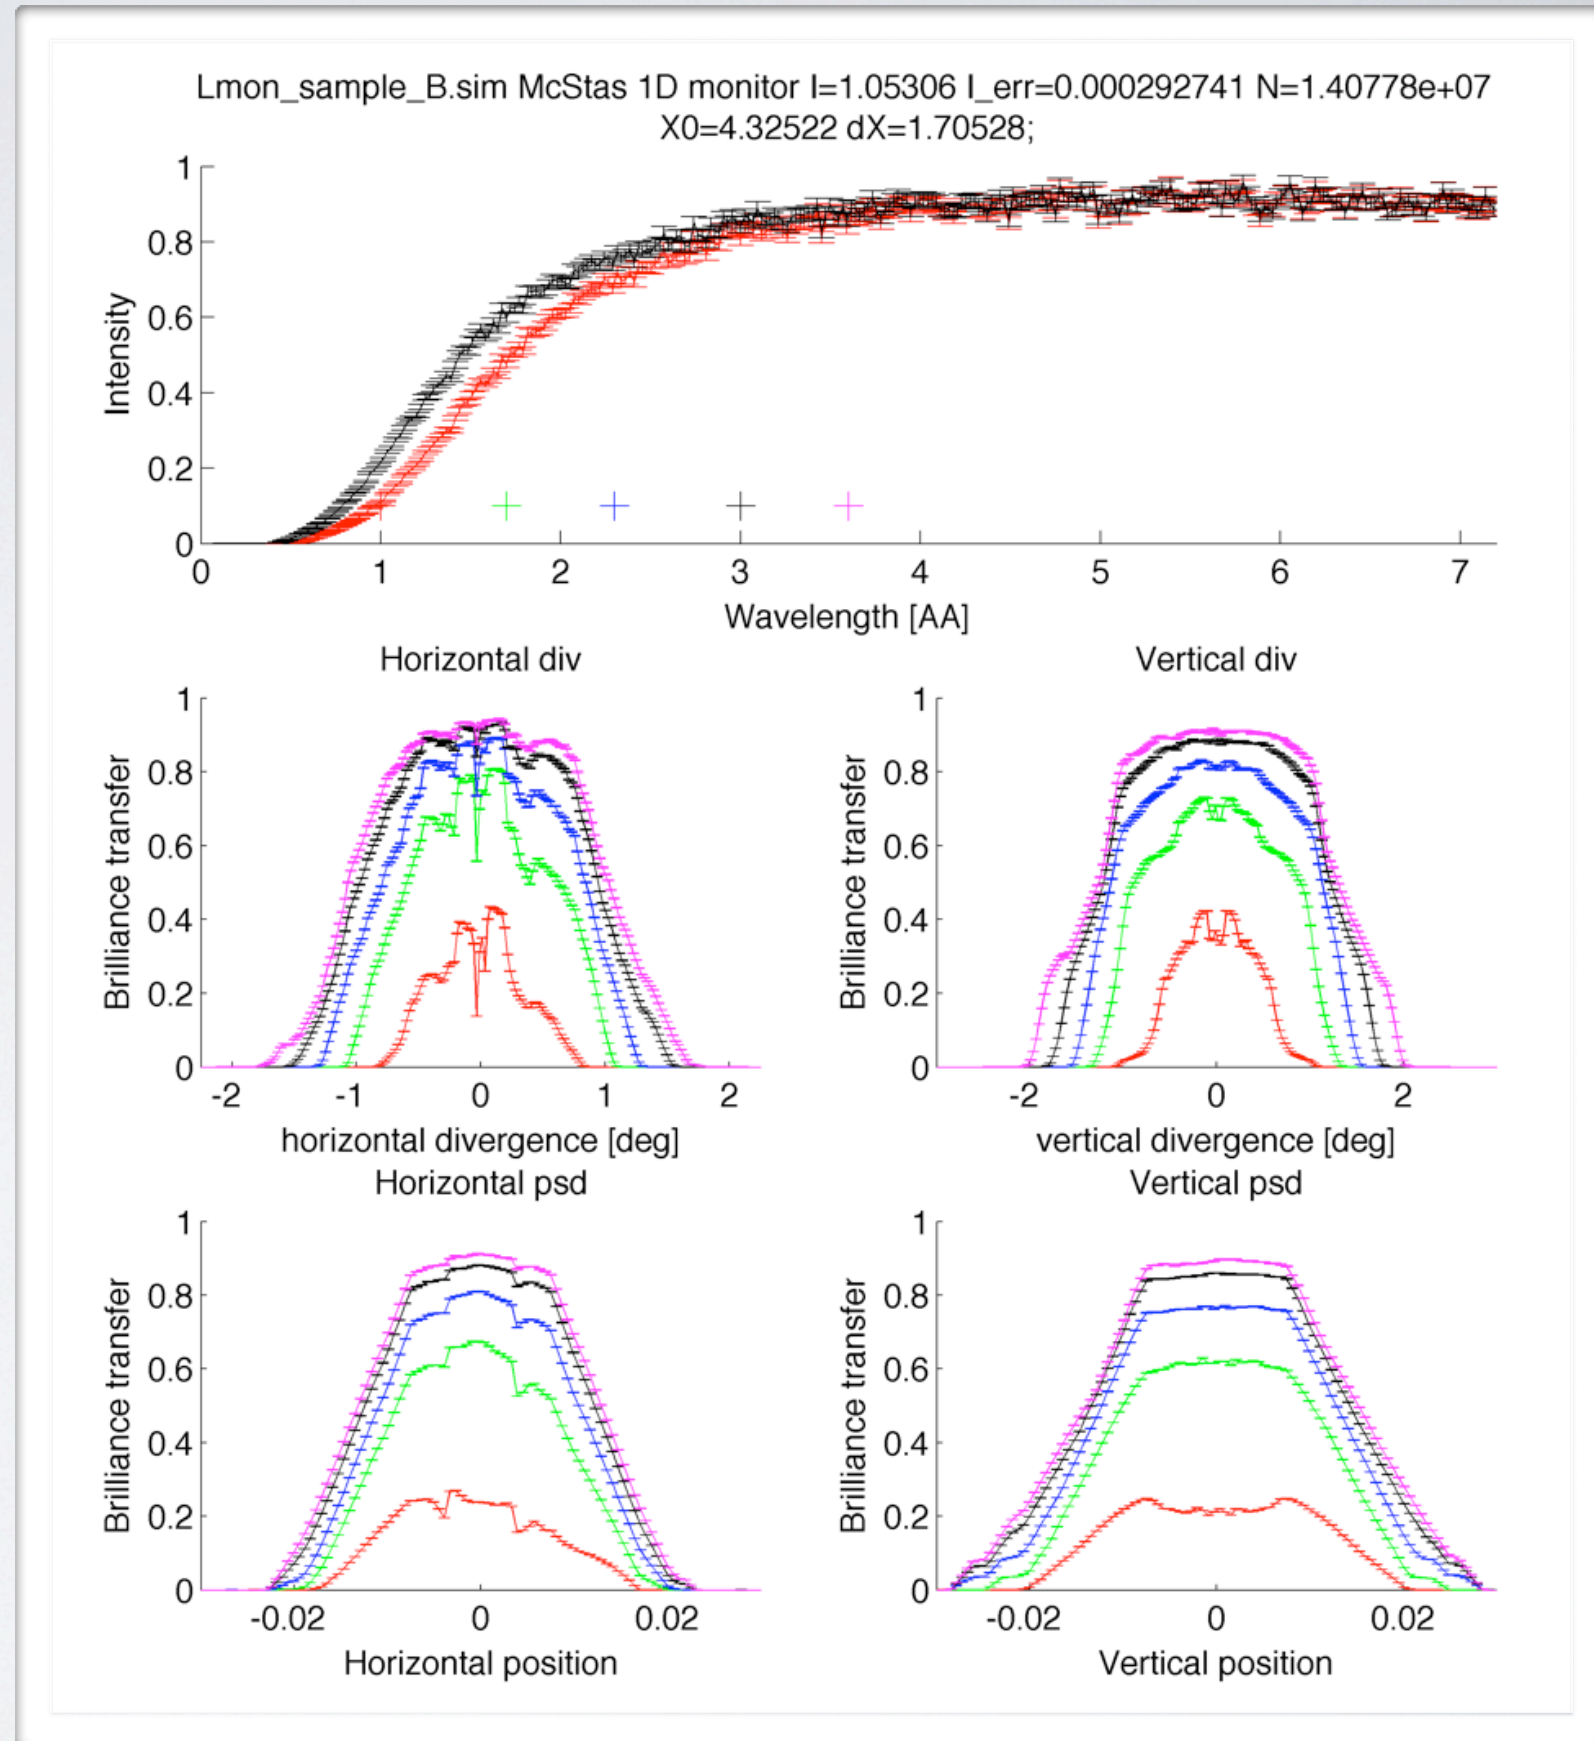 Lmon_sample_B.sim McStas 1D monitor I=1.05306 I_err=0.000292741 N=1.40778e+07
X0=4.32522 dX=1.70528;
1
0.8
0.6
0.4
0.2
0
Intensity
0 1 2 3 4 5 6 7
Wavelength [AA]
Horizontal div
1
0.8
0.6
0.4
0.2
0
Brilliance transfer
-2 -1 0 1 2
horizontal divergence [deg]
Vertical div
1
0.8
0.6
0.4
0.2
0
Brilliance transfer
-2 0 2
vertical divergence [deg]
Horizontal psd
1
0.8
0.6
0.4
0.2
0
Brilliance transfer
-0.02 0 0.02
Horizontal position
Vertical psd
1
0.8
0.6
0.4
0.2
0
Brilliance transfer
-0.02 0 0.02
Vertical position